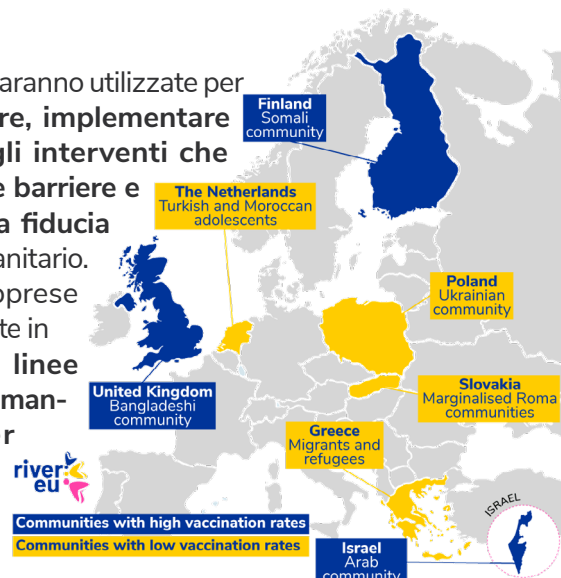 aranno utilizzate per
re, implementare
gli interventi che
e barriere e
a fiducia
anitario.
pprese
te in
linee
man-
r
Finland
Somali
community
The Netherlands
Turkish and Moroccan
adolescents
Poland
Ukrainian
community
United Kingdom
Bangladeshi
community
Slovakia
Marginalised Roma
communities
Greece
Migrants and
refugees
river
eu
Communities with high vaccination rates
Communities with low vaccination rates
ISRAEL
Israel
Arab
community